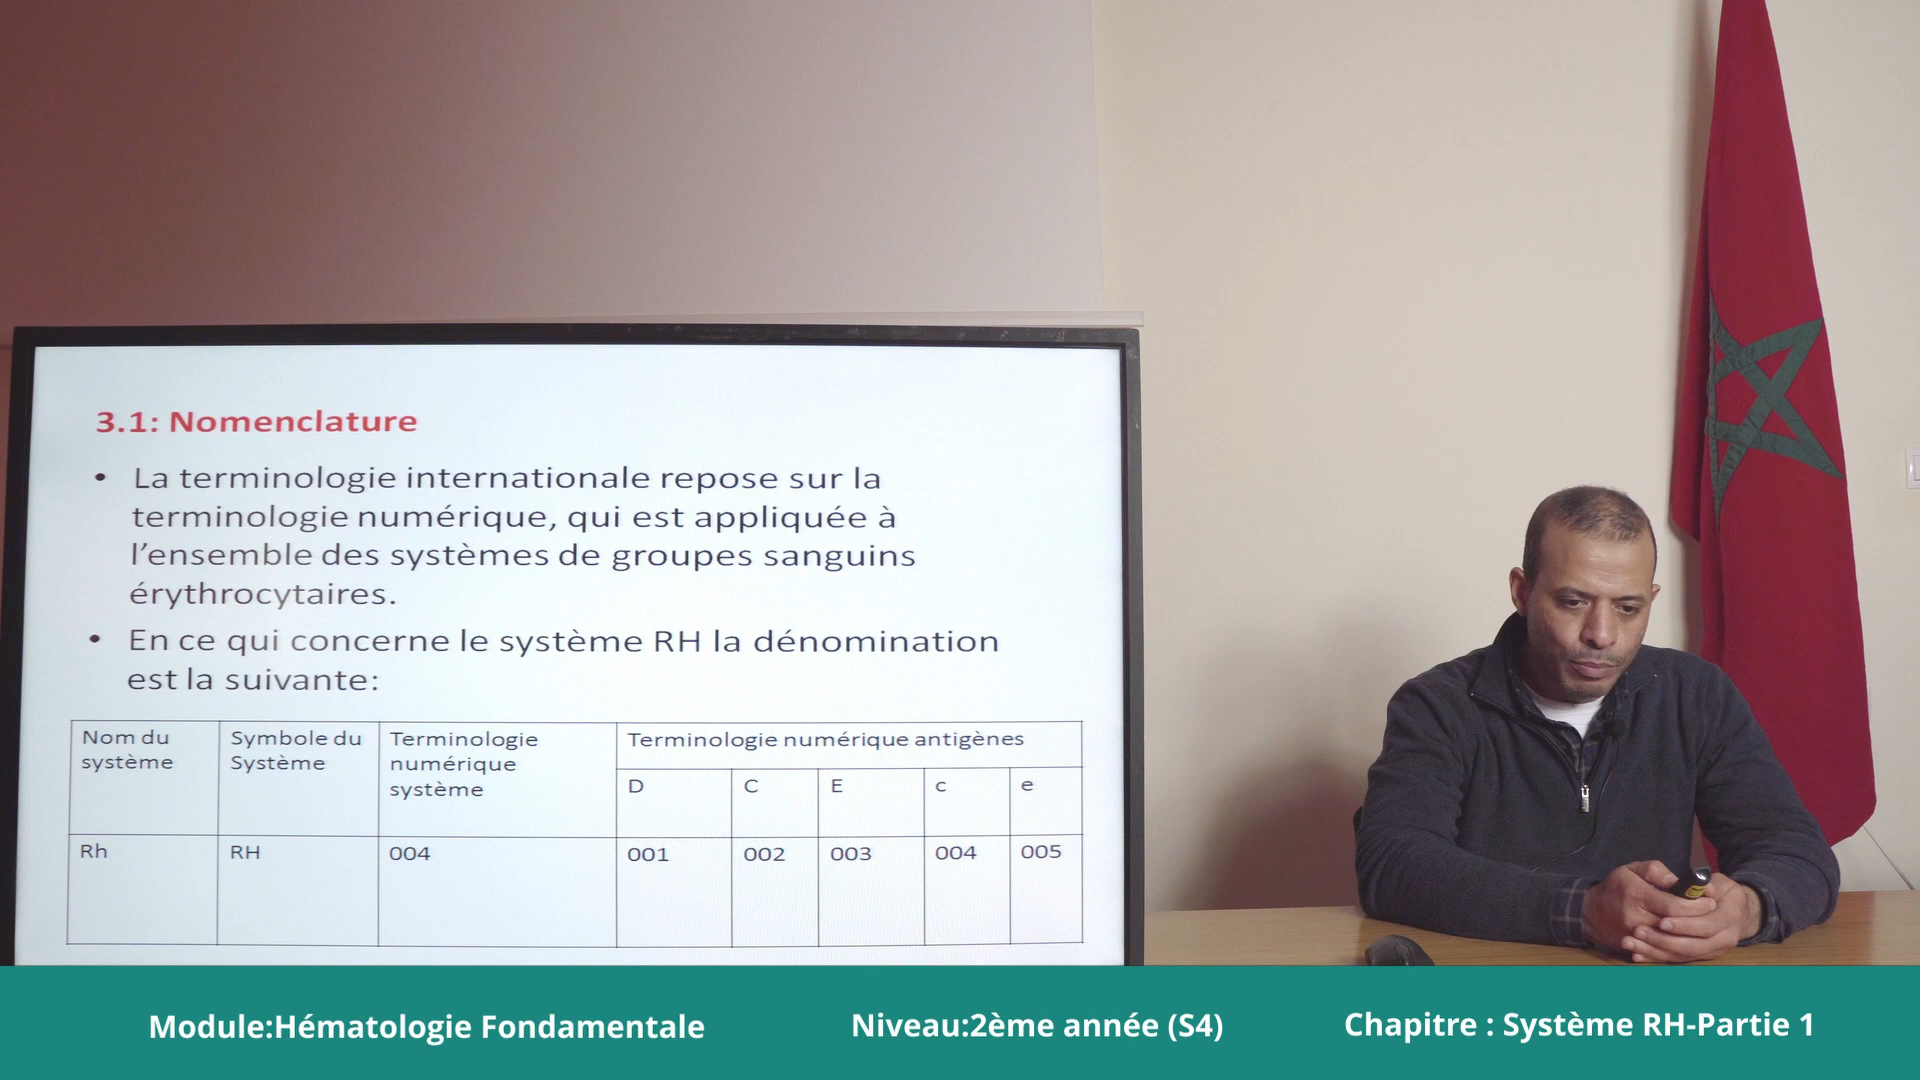 3.1: Nomenclature
• La terminologie internationale repose sur la
terminologie numérique, qui est appliquée à
l’ensemble des systèmes de groupes sanguins
érythrocytaires.
• En ce qui concerne le système RH la dénomination
est la suivante:
Nom du
système
Symbole du
Système
Terminologie
numérique
système
Terminologie numérique antigènes
D C E c e
Rh RH 004 001 002 003 004 005
Module:Hématologie Fondamentale
Niveau:2ème année (S4)
Chapitre : Système RH-Partie 1